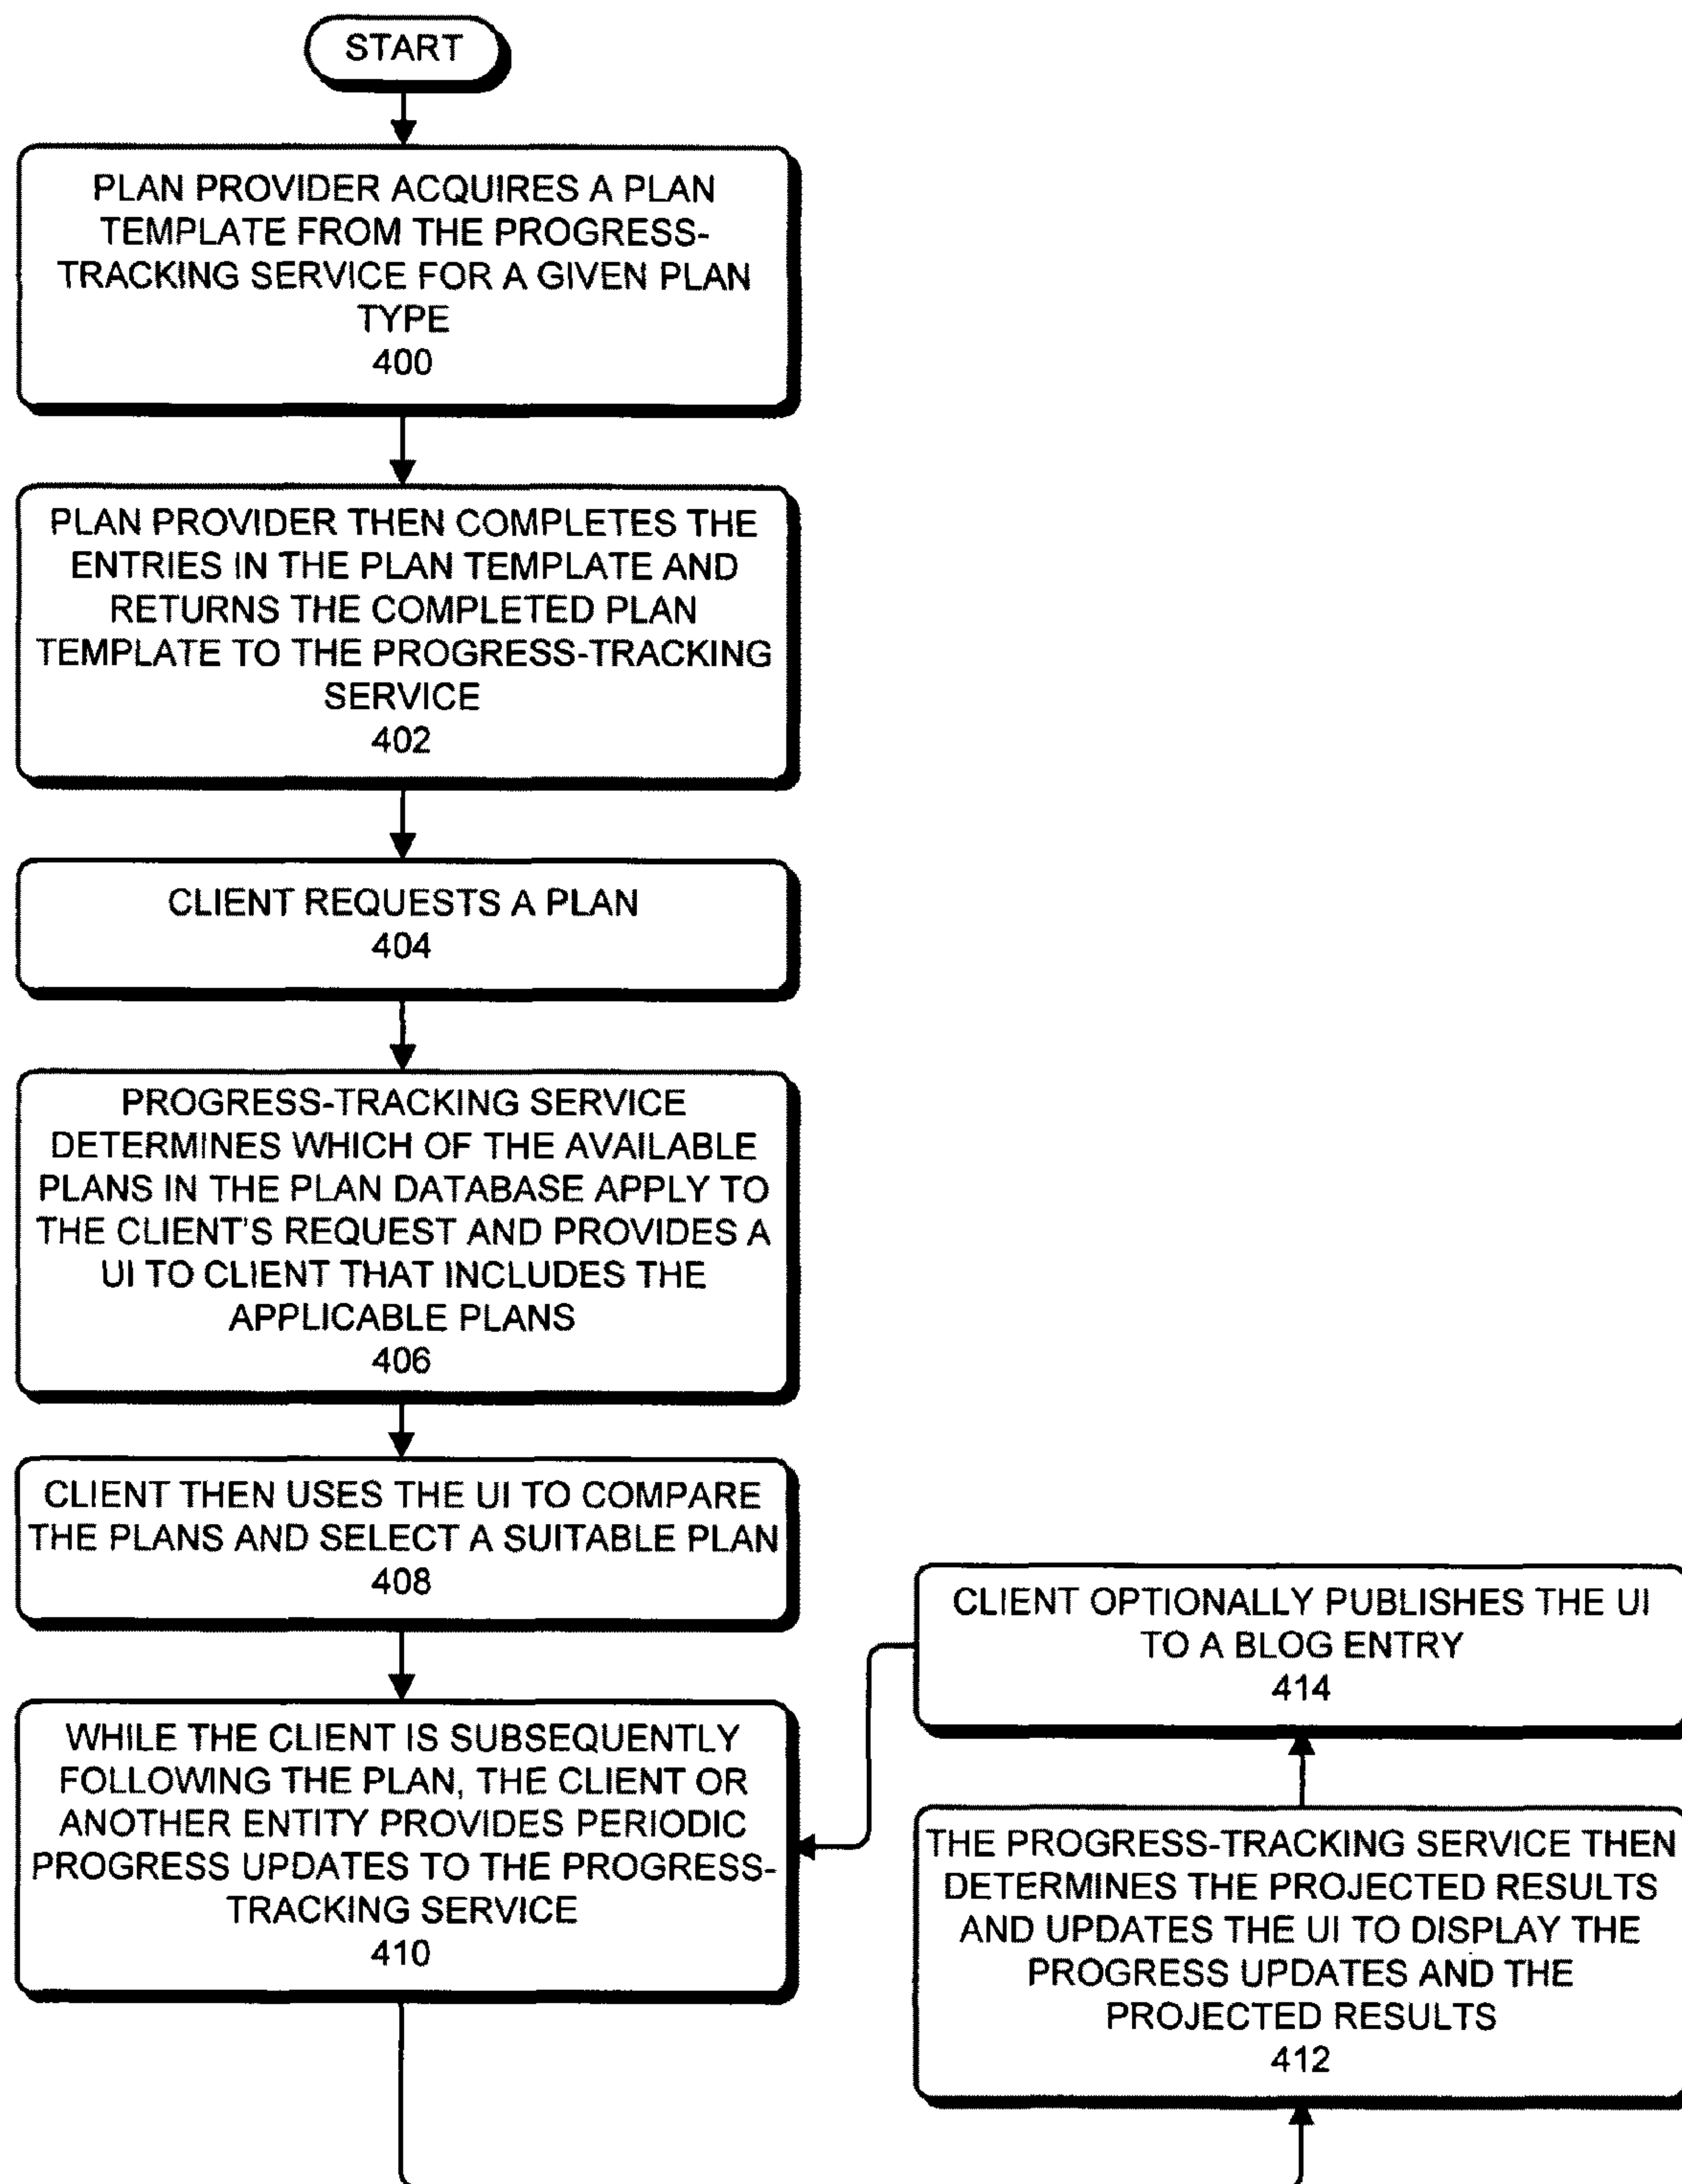 START
PLAN PROVIDER ACQUIRES A PLAN
TEMPLATE FROM THE PROGRESS-
TRACKING SERVICE FOR A GIVEN PLAN
TYPE
400
PLAN PROVIDER THEN COMPLETES THE
ENTRIES IN THE PLAN TEMPLATE AND
RETURNS THE COMPLETED PLAN
TEMPLATE TO THE PROGRESS-TRACKING
SERVICE
402
CLIENT REQUESTS A PLAN
404
PROGRESS-TRACKING SERVICE
DETERMINES WHICH OF THE AVAILABLE
PLANS IN THE PLAN DATABASE APPLY TO
THE CLIENT'S REQUEST AND PROVIDES A
UI TO CLIENT THAT INCLUDES THE
APPLICABLE PLANS
406
CLIENT THEN USES THE UI TO COMPARE
THE PLANS AND SELECT A SUITABLE PLAN
408
WHILE THE CLIENT IS SUBSEQUENTLY
FOLLOWING THE PLAN, THE CLIENT OR
ANOTHER ENTITY PROVIDES PERIODIC
PROGRESS UPDATES TO THE PROGRESS-
TRACKING SERVICE
410
THE PROGRESS-TRACKING SERVICE THEN
DETERMINES THE PROJECTED RESULTS
AND UPDATES THE UI TO DISPLAY THE
PROGRESS UPDATES AND THE
PROJECTED RESULTS
412
CLIENT OPTIONALLY PUBLISHES THE UI
TO A BLOG ENTRY
414